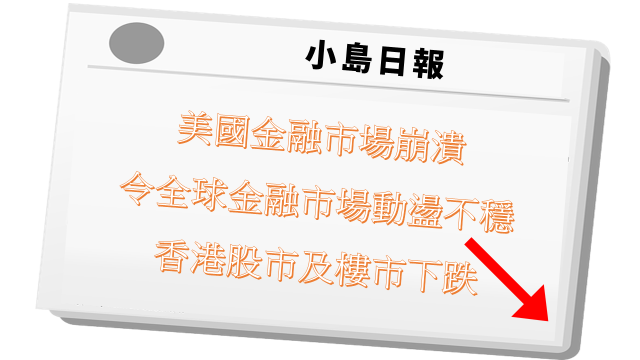 小島日報
美國金融市場崩潰
令全球金融市場動盪不穩
香港股市及樓市下跌